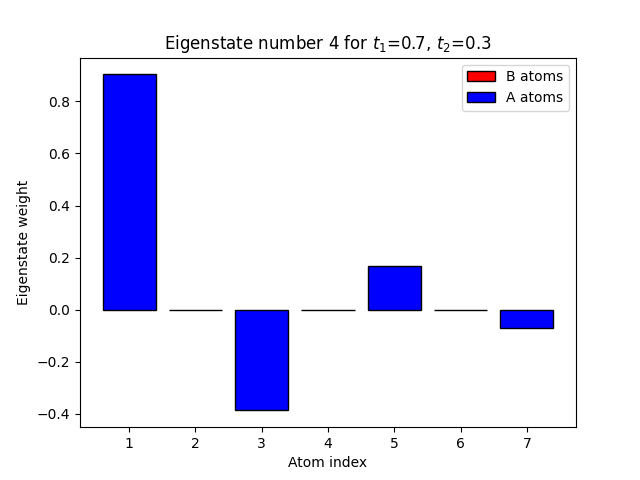 Eigenstate number 4 for t₁=0.7, t₂=0.3
B atoms
A atoms
0.8
0.6
0.4
0.2
0.0
−0.2
−0.4
Eigenstate weight
1 2 3 4 5 6 7
Atom index